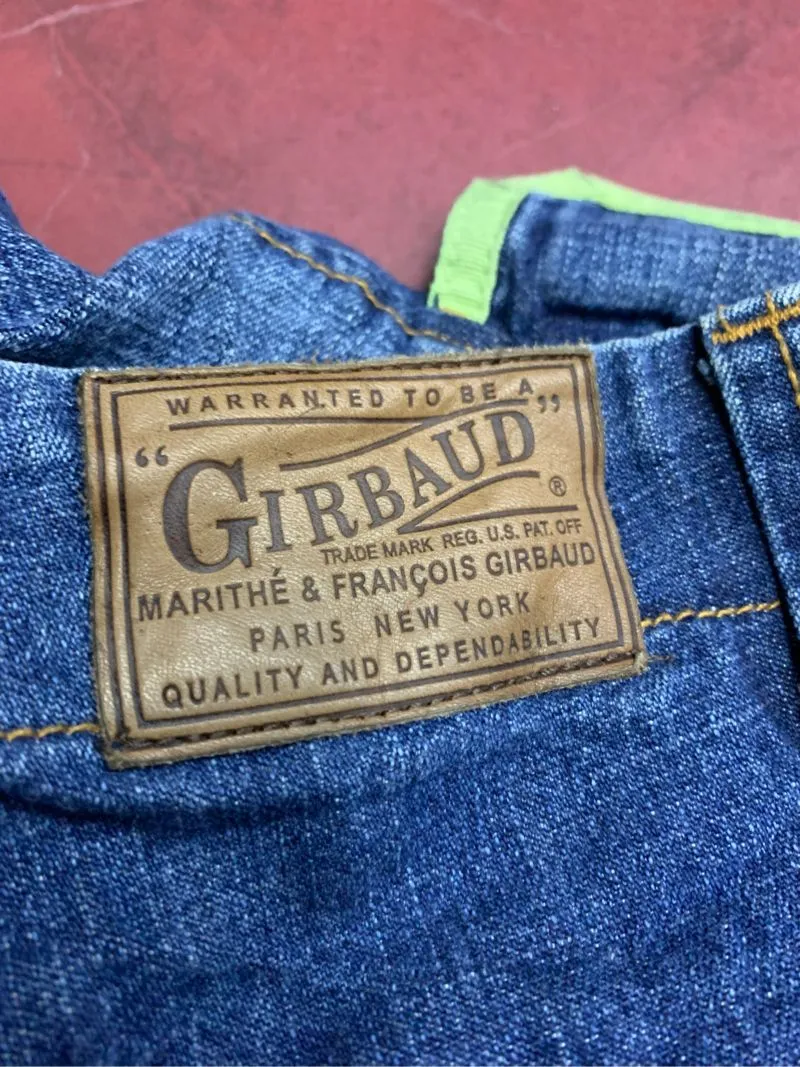 WARRANTED TO BE A
“GIRBAUD”
®
TRADE MARK REG. U.S. PAT. OFF
MARITHÉ & FRANÇOIS GIRBAUD
PARIS NEW YORK
QUALITY AND DEPENDABILITY